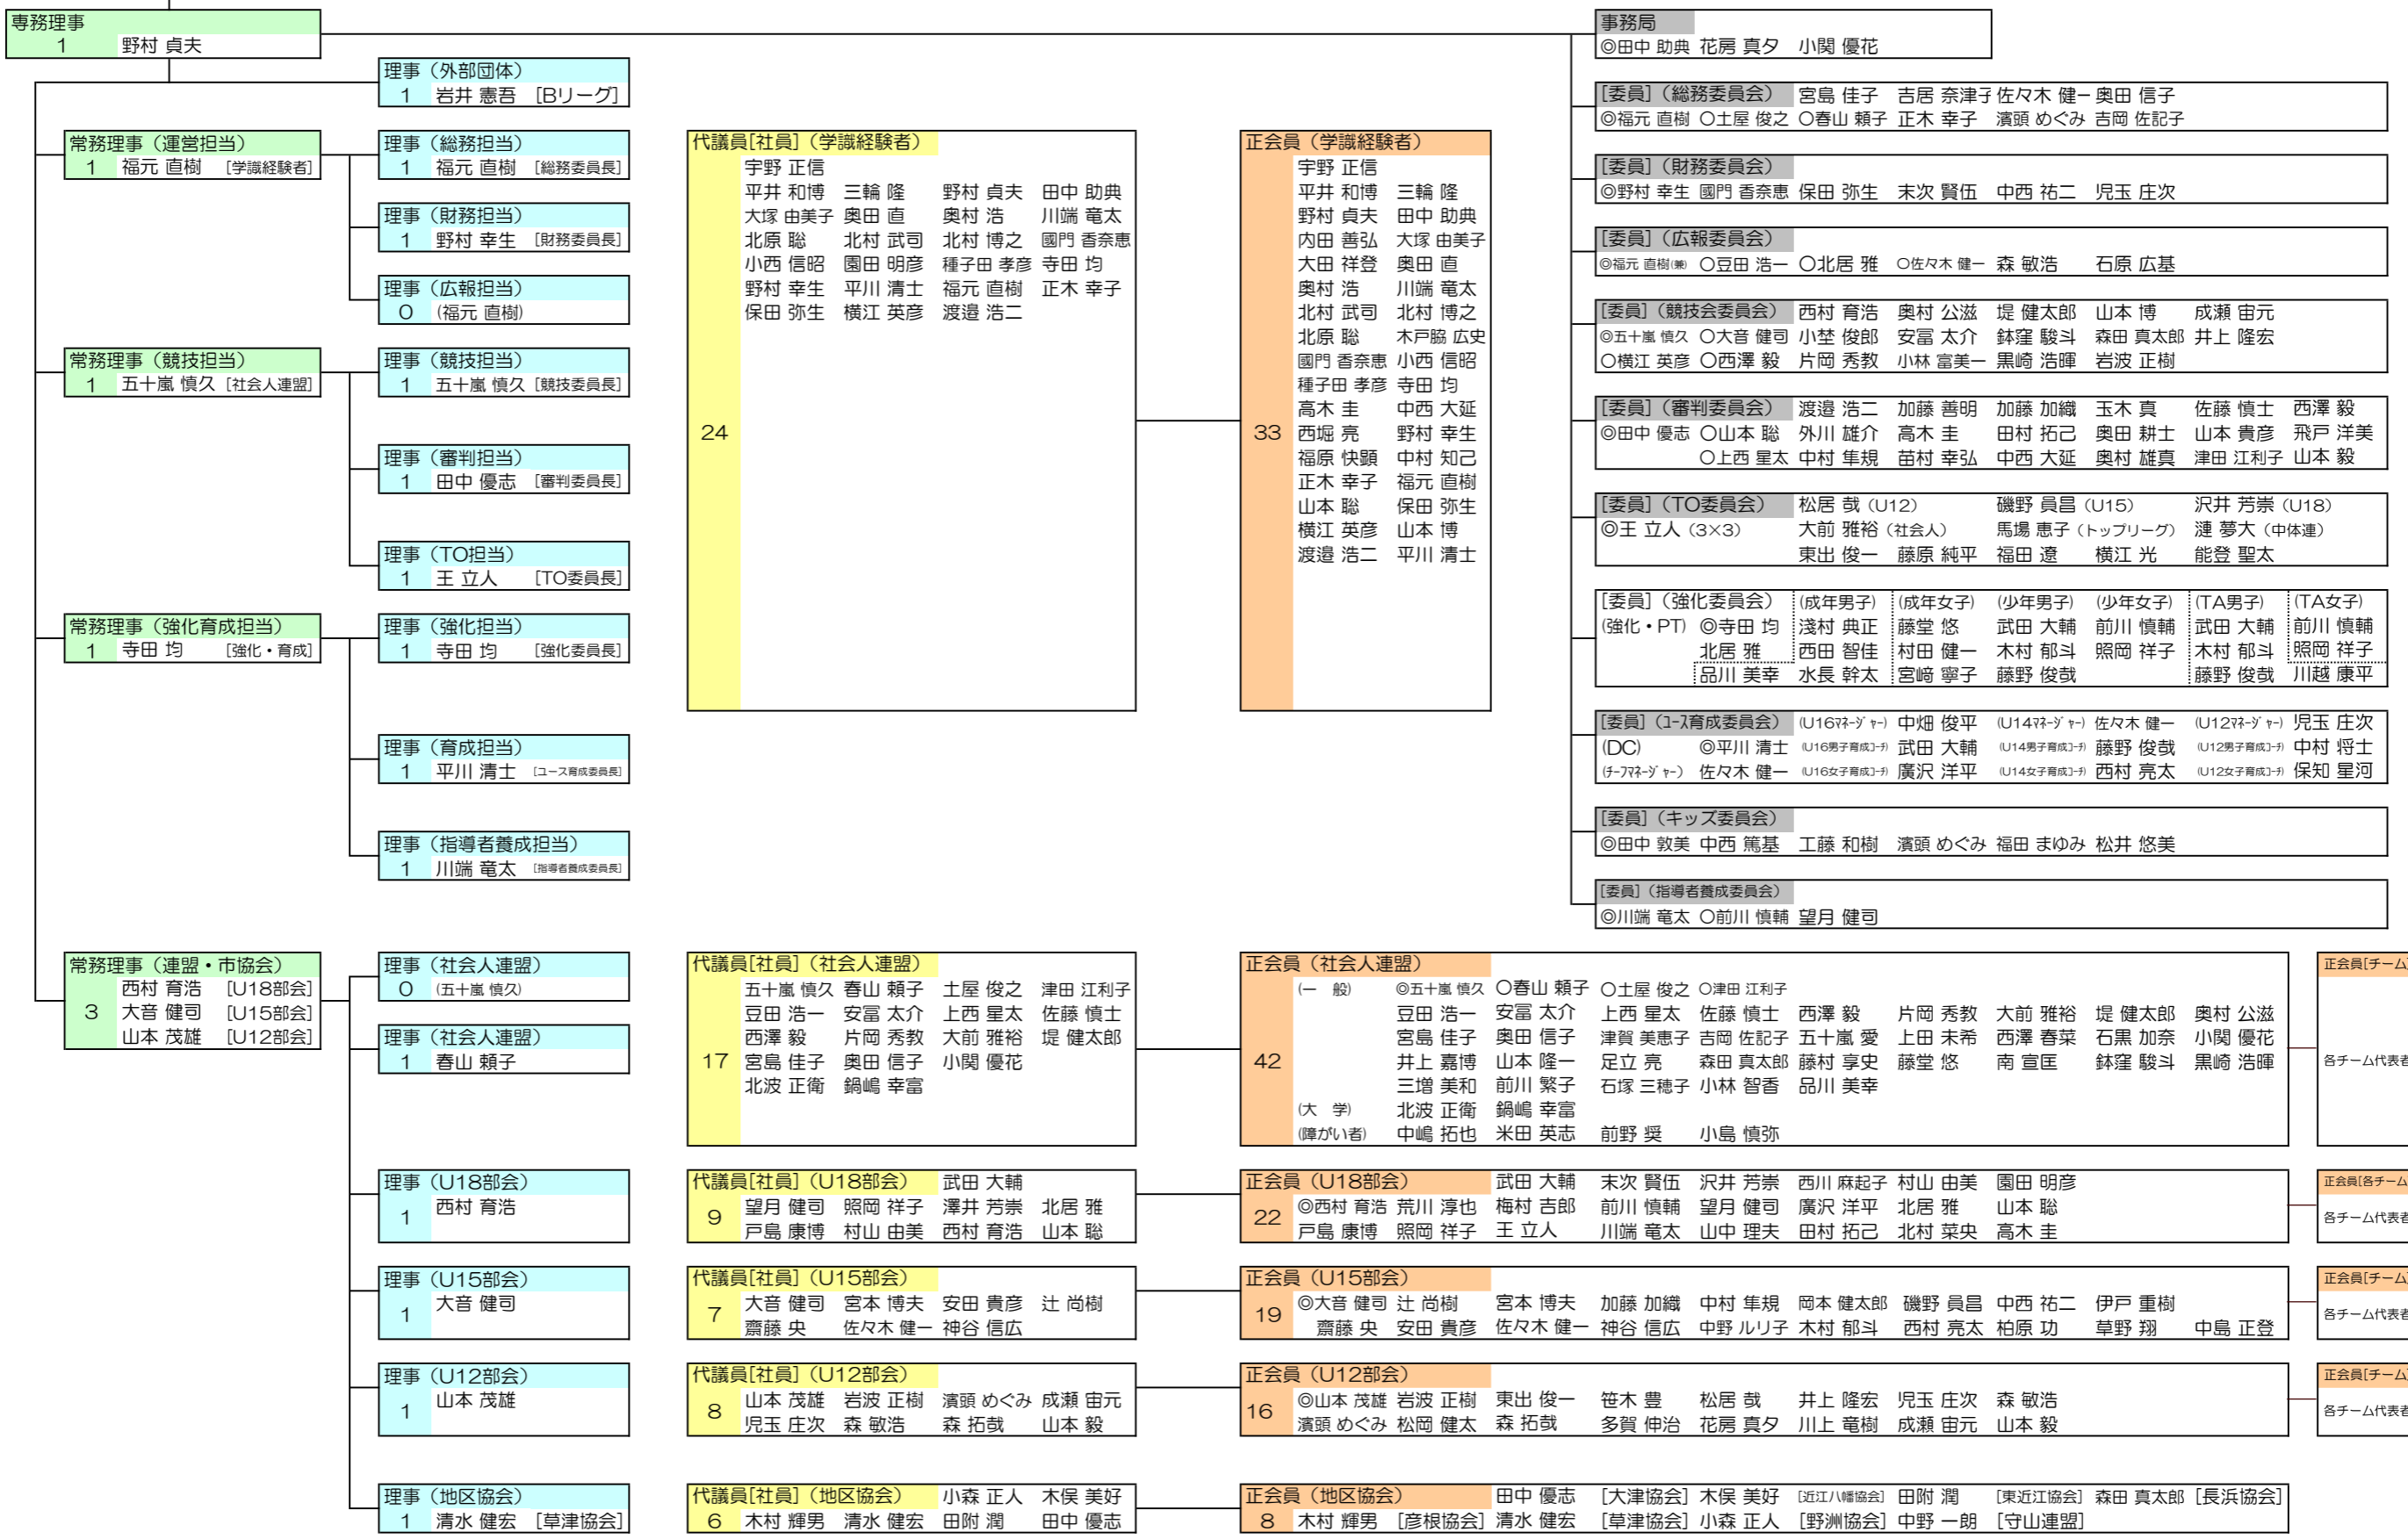 専務理事
1 野村 貞夫
理事（外部団体）
1 岩井 憲吾 [Bリーグ]
常務理事（運営担当）
1 福元 直樹 [学識経験者]
理事（総務担当）
1 福元 直樹 [総務委員長]
理事（財務担当）
1 野村 幸生 [財務委員長]
理事（広報担当）
0 (福元 直樹)
常務理事（競技担当）
1 五十嵐 慎久 [社会人連盟]
理事（競技担当）
1 五十嵐 慎久 [競技委員長]
理事（審判担当）
1 田中 優志 [審判委員長]
理事（TO担当）
1 王 立人 [TO委員長]
常務理事（強化育成担当）
1 寺田 均 [強化・育成]
理事（強化担当）
1 寺田 均 [強化委員長]
理事（育成担当）
1 平川 清士 [ユース育成委員長]
理事（指導者養成担当）
1 川端 竜太 [指導者養成委員長]
代議員[社員]（学識経験者）
宇野 正信
平井 和博 三輪 隆 野村 貞夫 田中 助典
大塚 由美子 奥田 直 奥村 浩 川端 竜太
北原 聡 北村 武司 北村 博之 國門 香奈恵
小西 信昭 園田 明彦 種子田 孝彦 寺田 均
野村 幸生 平川 清士 福元 直樹 正木 幸子
保田 弥生 横江 英彦 渡邉 浩二
24
正会員（学識経験者）
宇野 正信
平井 和博 三輪 隆
野村 貞夫 田中 助典
内田 善弘 大塚 由美子
大田 祥登 奥田 直
奥村 浩 川端 竜太
北村 武司 北村 博之
北原 聡 木戸脇 広史
國門 香奈恵 小西 信昭
種子田 孝彦 寺田 均
高木 圭 中西 大延
33 西堀 亮 野村 幸生
福原 快顕 中村 知己
正木 幸子 福元 直樹
山本 聡 保田 弥生
横江 英彦 山本 博
渡邉 浩二 平川 清士
事務局
◎田中 助典 花房 真夕 小関 優花
[委員]（総務委員会） 宮島 佳子 吉居 奈津子 佐々木 健一 奥田 信子
◎福元 直樹 〇土屋 俊之 〇春山 頼子 正木 幸子 濱頭 めぐみ 吉岡 佐記子
[委員]（財務委員会）
◎野村 幸生 國門 香奈恵 保田 弥生 末次 賢伍 中西 祐二 児玉 庄次
[委員]（広報委員会）
◎福元 直樹(兼) 〇豆田 浩一 〇北居 雅 〇佐々木 健一 森 敏浩 石原 広基
[委員]（競技会委員会） 西村 育浩 奥村 公滋 堤 健太郎 山本 博 成瀬 宙元
◎五十嵐 慎久 〇大音 健司 小埜 俊郎 安冨 太介 鉢窪 駿斗 森田 真太郎 井上 隆宏
〇横江 英彦 〇西澤 毅 片岡 秀教 小林 富美一 黒崎 浩暉 岩波 正樹
[委員]（審判委員会） 渡邉 浩二 加藤 善明 加藤 加織 玉木 真 佐藤 慎士 西澤 毅
◎田中 優志 〇山本 聡 外川 雄介 高木 圭 田村 拓己 奥田 耕士 山本 貴彦 飛戸 洋美
〇上西 星太 中村 隼規 苗村 幸弘 中西 大延 奥村 雄真 津田 江利子 山本 毅
[委員]（TO委員会） 松居 哉（U12） 磯野 員昌（U15） 沢井 芳崇（U18）
◎王 立人（3×3） 大前 雅裕（社会人） 馬場 恵子（トップリーグ） 漣 夢大（中体連）
東出 俊一 藤原 純平 福田 遼 横江 光 能登 聖太
[委員]（強化委員会） (成年男子) (成年女子) (少年男子) (少年女子) (TA男子) (TA女子)
(強化・PT) ◎寺田 均 淺村 典正 藤堂 悠 武田 大輔 前川 慎輔 武田 大輔 前川 慎輔
北居 雅 西田 智佳 村田 健一 木村 郁斗 照岡 祥子 木村 郁斗 照岡 祥子
品川 美幸 水長 幹太 宮﨑 寧子 藤野 俊哉 藤野 俊哉 川越 康平
[委員]（ユース育成委員会） (U16マネージャー) 中畑 俊平 (U14マネージャー) 佐々木 健一 (U12マネージャー) 児玉 庄次
(DC) ◎平川 清士 (U16男子育成コーチ) 武田 大輔 (U14男子育成コーチ) 藤野 俊哉 (U12男子育成コーチ) 中村 将士
(チーフマネージャー) 佐々木 健一 (U16女子育成コーチ) 廣沢 洋平 (U14女子育成コーチ) 西村 亮太 (U12女子育成コーチ) 保知 星河
[委員]（キッズ委員会）
◎田中 敦美 中西 篤基 工藤 和樹 濱頭 めぐみ 福田 まゆみ 松井 悠美
[委員]（指導者養成委員会）
◎川端 竜太 〇前川 慎輔 望月 健司
常務理事（連盟・市協会）
西村 育浩 [U18部会]
3 大音 健司 [U15部会]
山本 茂雄 [U12部会]
理事（社会人連盟）
0 (五十嵐 慎久)
理事（社会人連盟）
1 春山 頼子
代議員[社員]（社会人連盟）
五十嵐 慎久 春山 頼子 土屋 俊之 津田 江利子
豆田 浩一 安冨 太介 上西 星太 佐藤 慎士
西澤 毅 片岡 秀教 大前 雅裕 堤 健太郎
17 宮島 佳子 奥田 信子 小関 優花
北波 正衛 鍋嶋 幸富
正会員（社会人連盟）
(一 般) ◎五十嵐 慎久 〇春山 頼子 〇土屋 俊之 〇津田 江利子
豆田 浩一 安冨 太介 上西 星太 佐藤 慎士 西澤 毅 片岡 秀教 大前 雅裕 堤 健太郎 奥村 公滋
宮島 佳子 奥田 信子 津賀 美恵子 吉岡 佐記子 五十嵐 愛 上田 未希 西澤 春菜 石黒 加奈 小関 優花
42 井上 嘉博 山本 隆一 足立 亮 森田 真太郎 藤村 享史 藤堂 悠 南 宣匡 鉢窪 駿斗 黒崎 浩暉
三増 美和 前川 繁子 石塚 三穂子 小林 智香 品川 美幸
(大 学) 北波 正衛 鍋嶋 幸富
(障がい者) 中嶋 拓也 米田 英志 前野 奨 小島 慎弥
正会員[チーム]
各チーム代表者
理事（U18部会）
1 西村 育浩
代議員[社員]（U18部会） 武田 大輔
9 望月 健司 照岡 祥子 澤井 芳崇 北居 雅
戸島 康博 村山 由美 西村 育浩 山本 聡
正会員（U18部会） 武田 大輔 末次 賢伍 沢井 芳崇 西川 麻起子 村山 由美 園田 明彦
22 ◎西村 育浩 荒川 淳也 梅村 吉郎 前川 慎輔 望月 健司 廣沢 洋平 北居 雅 山本 聡
戸島 康博 照岡 祥子 王 立人 川端 竜太 山中 理夫 田村 拓己 北村 菜央 高木 圭
正会員[各チーム
各チーム代表者
理事（U15部会）
1 大音 健司
代議員[社員]（U15部会）
7 大音 健司 宮本 博夫 安田 貴彦 辻 尚樹
齋藤 央 佐々木 健一 神谷 信広
正会員（U15部会）
19 ◎大音 健司 辻 尚樹 宮本 博夫 加藤 加織 中村 隼規 岡本 健太郎 磯野 員昌 中西 祐二 伊戸 重樹
齋藤 央 安田 貴彦 佐々木 健一 神谷 信広 中野 ルリ子 木村 郁斗 西村 亮太 柏原 功 草野 翔 中島 正登
正会員[チーム]
各チーム代表者
理事（U12部会）
1 山本 茂雄
代議員[社員]（U12部会）
8 山本 茂雄 岩波 正樹 濱頭 めぐみ 成瀬 宙元
児玉 庄次 森 敏浩 森 拓哉 山本 毅
正会員（U12部会）
16 ◎山本 茂雄 岩波 正樹 東出 俊一 笹木 豊 松居 哉 井上 隆宏 児玉 庄次 森 敏浩
濱頭 めぐみ 松岡 健太 森 拓哉 多賀 伸治 花房 真夕 川上 竜樹 成瀬 宙元 山本 毅
正会員[チーム]
各チーム代表者
理事（地区協会）
1 清水 健宏 [草津協会]
代議員[社員]（地区協会） 小森 正人 木俣 美好
6 木村 輝男 清水 健宏 田附 潤 田中 優志
正会員（地区協会） 田中 優志 [大津協会] 木俣 美好 [近江八幡協会] 田附 潤 [東近江協会] 森田 真太郎 [長浜協会]
8 木村 輝男 [彦根協会] 清水 健宏 [草津協会] 小森 正人 [野洲協会] 中野 一朗 [守山連盟]